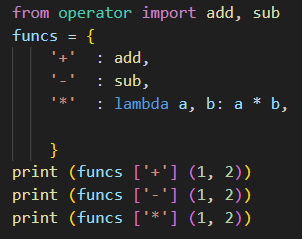 from operator import add, sub
funcs = {
    '+'  : add,
    '-'  : sub,
    '*'  : lambda a, b: a * b,
    }
print (funcs ['+'] (1, 2))
print (funcs ['-'] (1, 2))
print (funcs ['*'] (1, 2))